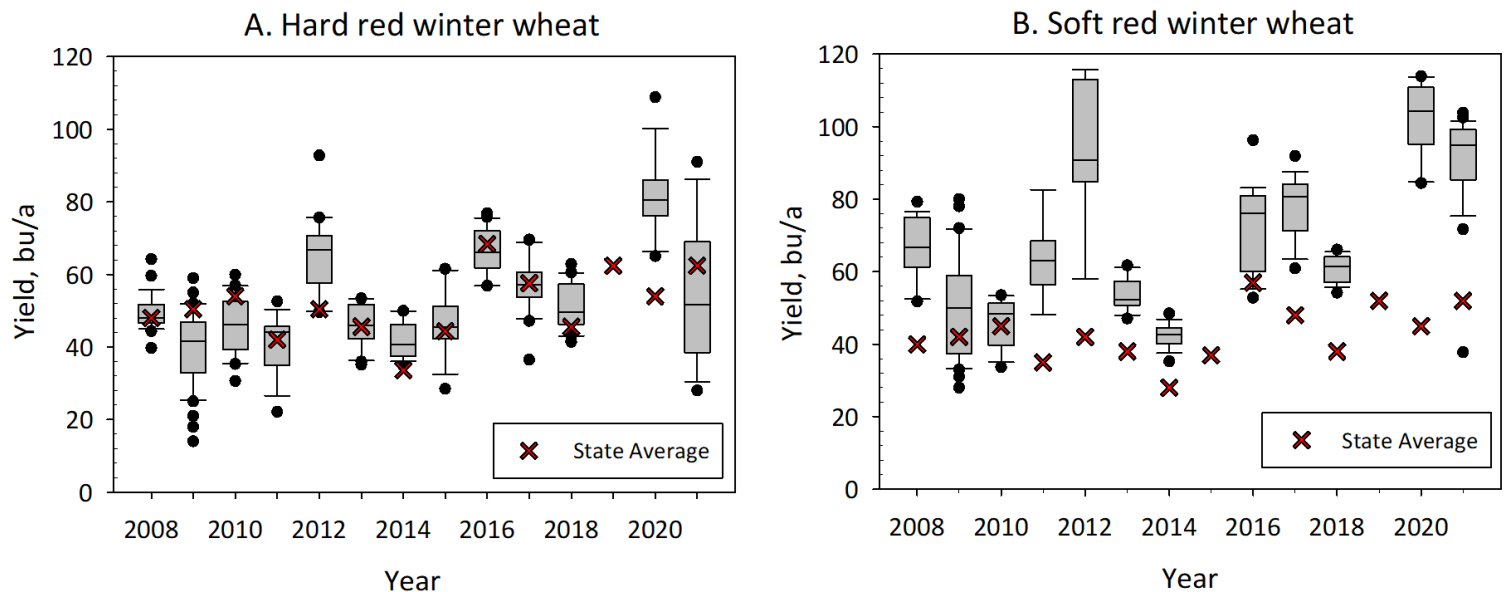 A. Hard red winter wheat
120
100
80
60
40
20
0
Yield, bu/a
2008 2010 2012 2014 2016 2018 2020
Year
State Average
B. Soft red winter wheat
120
100
80
60
40
20
0
Yield, bu/a
2008 2010 2012 2014 2016 2018 2020
Year
State Average